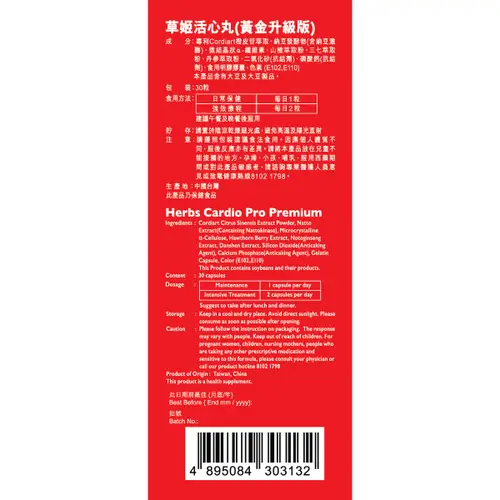 草姬活心丸(黃金升級版)
成 分：專利Cordiart橙皮苷萃取、納豆發酵物(含納豆激
酶)、微結晶狀α-纖維素、山楂萃取粉、三七萃取
粉、丹參萃取粉、二氧化矽(抗結劑)、磷酸鈣(抗結
劑)、食用明膠膠囊、色素 (E102,E110)
本產品含有大豆及大豆製品。
包 裝：30粒
食用方法：
日常保健 每日1粒
強效療程 每日2粒
建議午餐及晚餐後服用
貯 存：請置於陰涼乾燥避光處，避免高溫及陽光直射
注 意：請遵照包裝建議食法食用。因應個人體質不
同，服後反應亦有差異。請將本產品放在兒童不
能接觸的地方。孕婦、小孩、哺乳、服用西藥期
間或對此產品敏感者，請諮詢專業醫護人員意
見或致電健康熱線8102 1798。
生 產 地：中國台灣
此產品乃保健食品
Herbs Cardio Pro Premium
Ingredients : Cordiart Citrus Sinensis Extract Powder, Natto
Extract(Containing Nattokinase), Microcrystalline
α-Cellulose, Hawthorn Berry Extract, Notoginseng
Extract, Danshen Extract, Silicon Dioxide(Anticaking
Agent), Calcium Phosphate(Anticaking Agent), Gelatin
Capsule, Color (E102,E110)
This Product contains soybeans and their products.
Content : 30 capsules
Dosage :
Maintenance 1 capsule per day
Intensive Treatment 2 capsules per day
Suggest to take after lunch and dinner.
Storage : Keep in a cool and dry place. Avoid direct sunlight. Please
consume as soon as possible after opening.
Caution : Please follow the instruction on packaging. The response
may vary with people. Keep out of reach of children. For
pregnant women, children, nursing mothers, people who
are taking any other prescriptive medication and
sensitive to this formula, please consult your physician or
call our product hotline 8102 1798
Product of Origin : Taiwan, China
This product is a health supplement.
此日期前最佳 (月底/年)
Best Before ( End mm / yyyy):
批號
Batch No.:
4 895084 303132